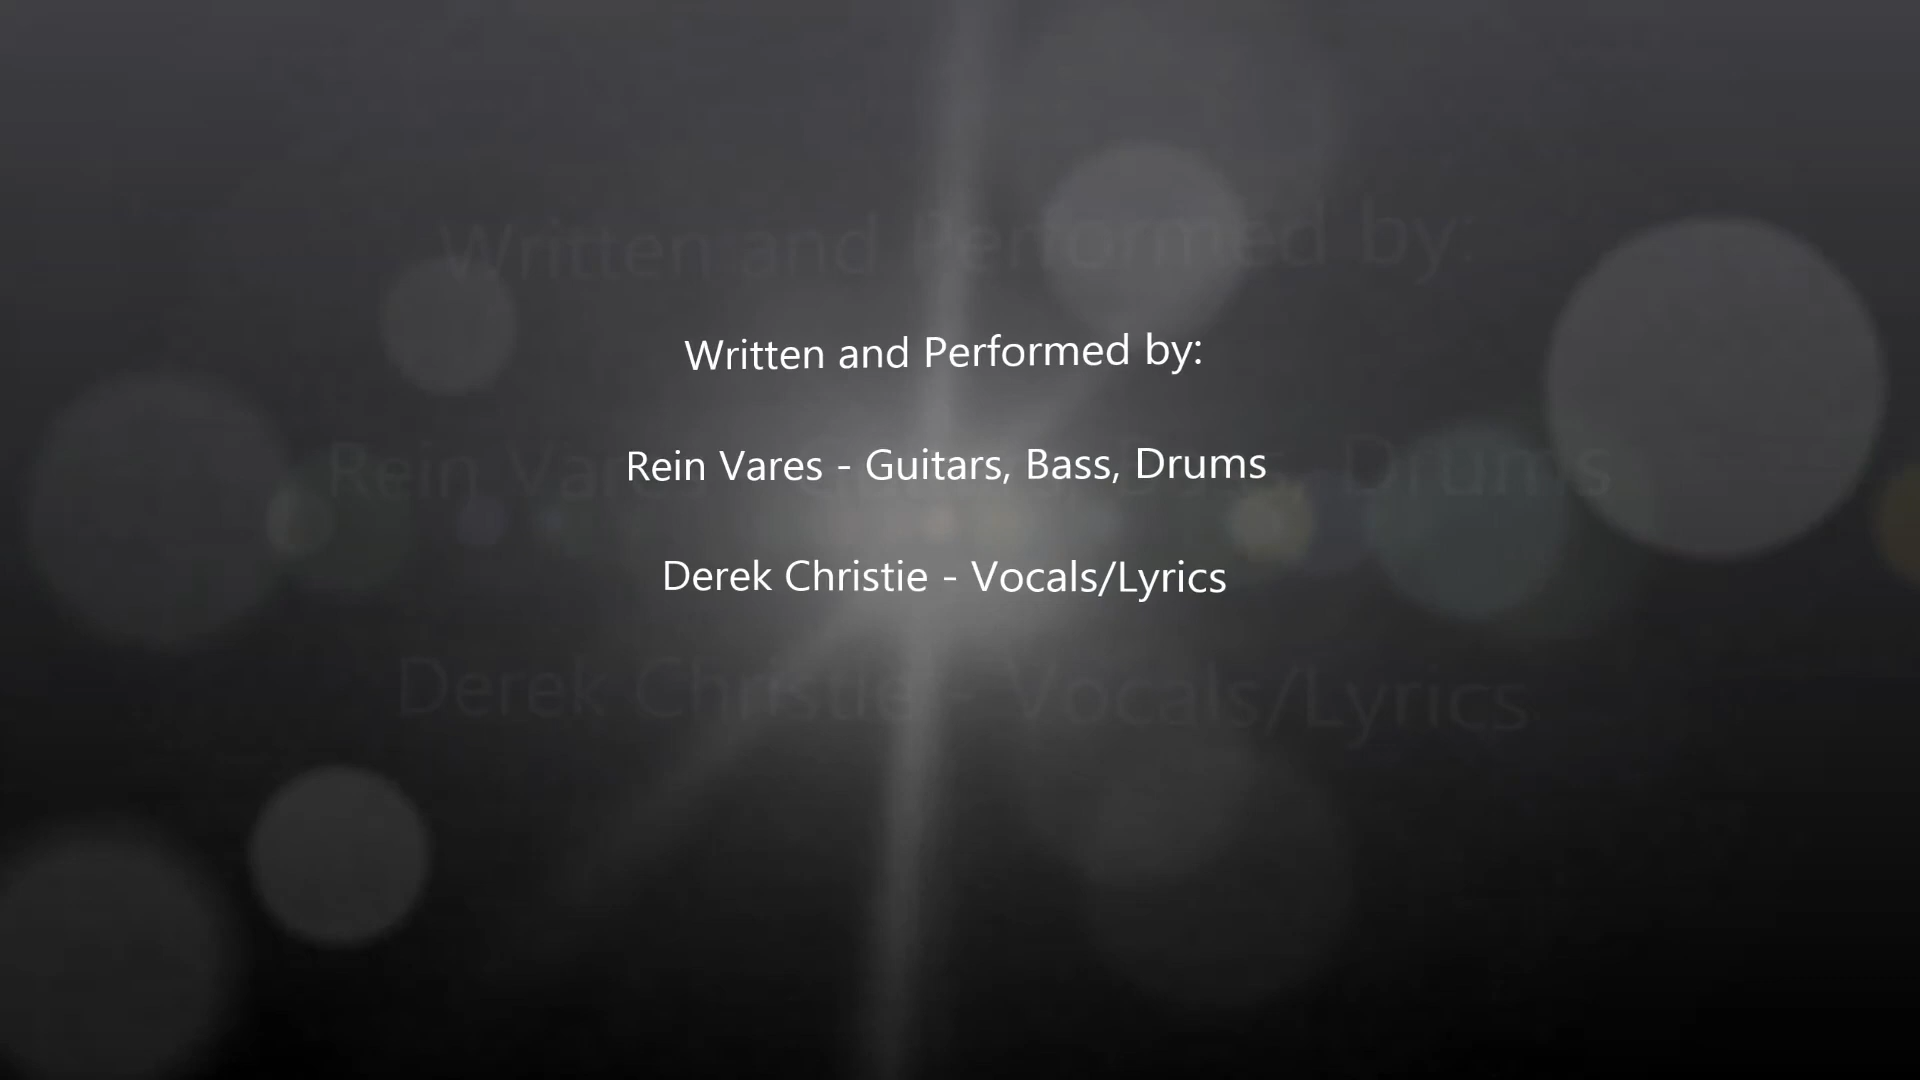 Written and Performed by:
Rein Vares - Guitars, Bass, Drums
Derek Christie - Vocals/Lyrics